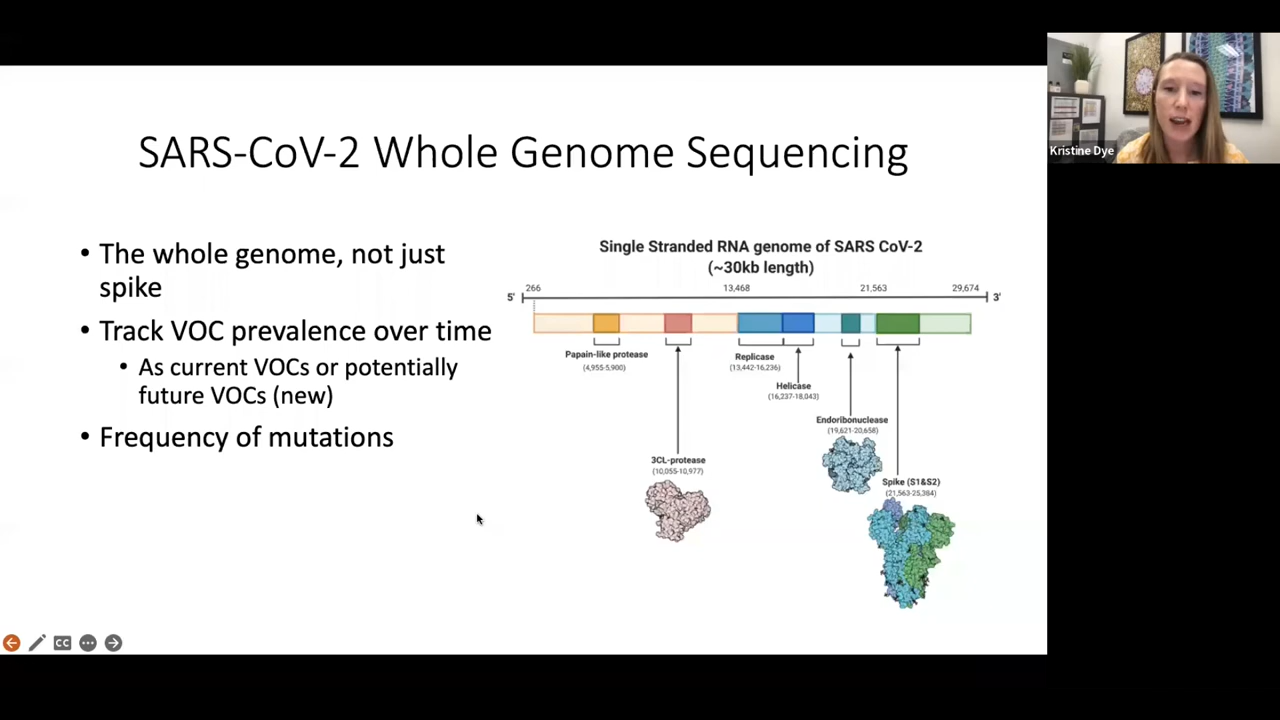 SARS-CoV-2 Whole Genome Sequencing
• The whole genome, not just
spike
• Track VOC prevalence over time
• As current VOCs or potentially
future VOCs (new)
• Frequency of mutations
Single Stranded RNA genome of SARS CoV-2
(~30kb length)
266 13,468 21,563 29,674
5' 3'
Papain-like protease
(4,955-5,900)
Replicase
(13,442-16,236)
Helicase
(16,237-18,043)
Endoribonuclease
(19,621-20,658)
3CL-protease
(10,055-10,977)
Spike (S1&S2)
(21,563-25,384)
Kristine Dye
CC